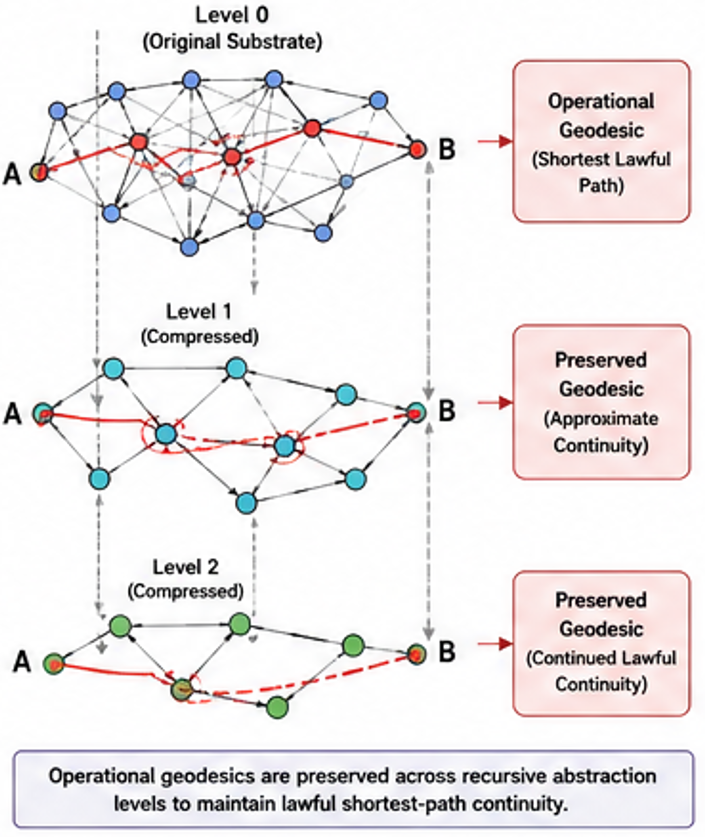 Level 0
(Original Substrate)
A
B
Operational
Geodesic
(Shortest Lawful
Path)
Level 1
(Compressed)
A
B
Preserved
Geodesic
(Approximate
Continuity)
Level 2
(Compressed)
A
B
Preserved
Geodesic
(Continued Lawful
Continuity)
Operational geodesics are preserved across recursive abstraction
levels to maintain lawful shortest-path continuity.